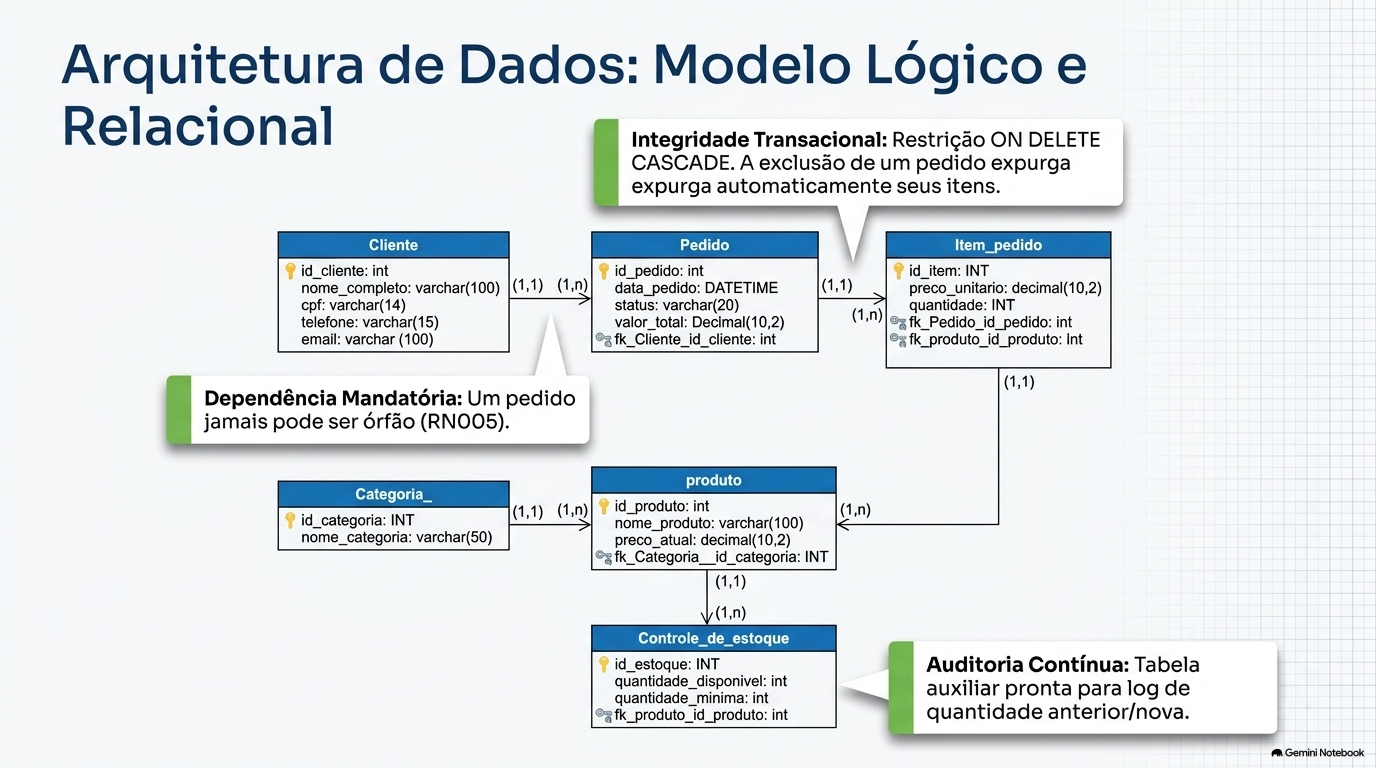 Arquitetura de Dados: Modelo Lógico e
Relacional
Integridade Transacional: Restrição ON DELETE
CASCADE. A exclusão de um pedido expurga
expurga automaticamente seus itens.
Cliente
id_cliente: int
nome_completo: varchar(100)
cpf: varchar(14)
telefone: varchar(15)
email: varchar (100)
(1,1)
(1,n)
Pedido
id_pedido: int
data_pedido: DATETIME
status: varchar(20)
valor_total: Decimal(10,2)
fk_Cliente_id_cliente: int
(1,1)
(1,n)
Item_pedido
id_item: INT
preco_unitario: decimal(10,2)
quantidade: INT
fk_Pedido_id_pedido: int
fk_produto_id_produto: Int
(1,1)
Dependência Mandatória: Um pedido
jamais pode ser órfão (RN005).
Categoria_
id_categoria: INT
nome_categoria: varchar(50)
(1,1)
(1,n)
produto
id_produto: int
nome_produto: varchar(100)
preco_atual: decimal(10,2)
fk_Categoria__id_categoria: INT
(1,n)
(1,1)
(1,n)
Controle_de_estoque
id_estoque: INT
quantidade_disponivel: int
quantidade_minima: int
fk_produto_id_produto: int
Auditoria Contínua: Tabela
auxiliar pronta para log de
quantidade anterior/nova.
Gemini Notebook